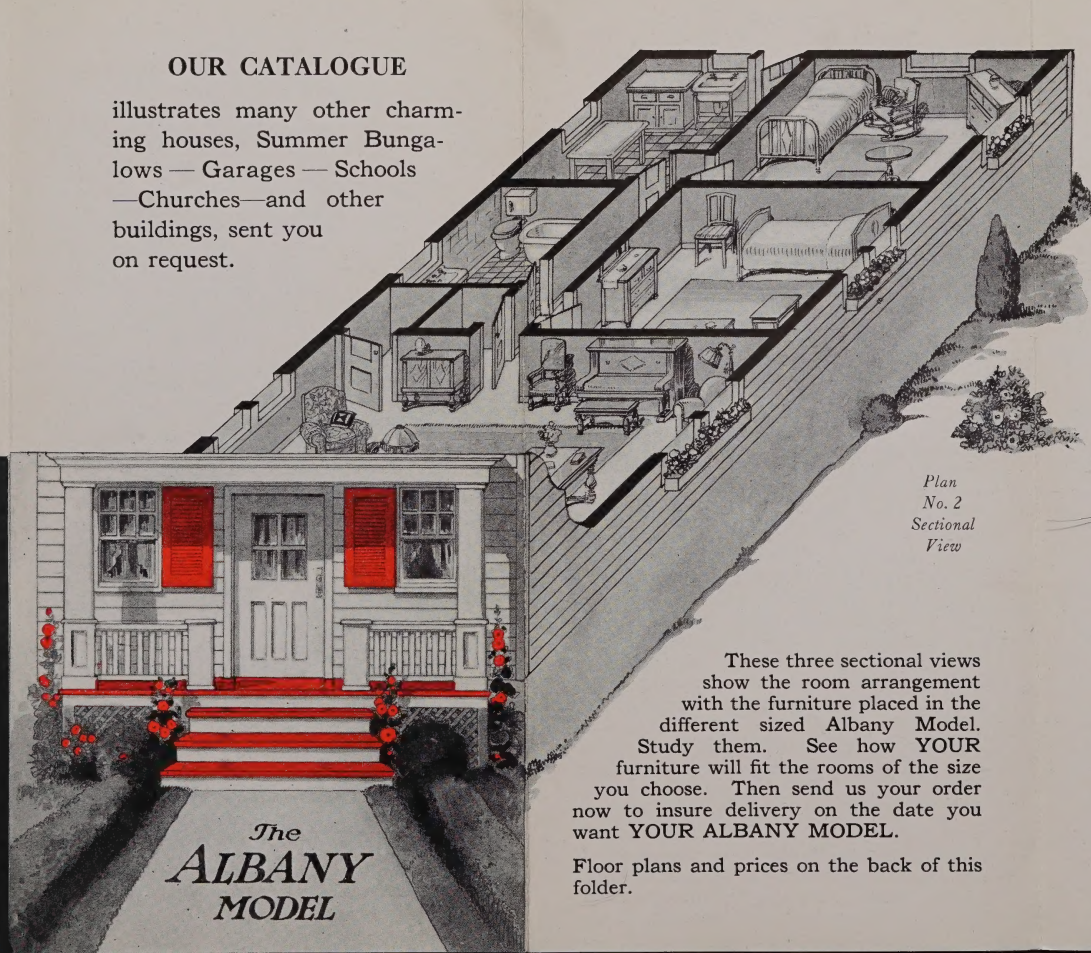 OUR CATALOGUE
illustrates many other charm-
ing houses, Summer Bunga-
lows — Garages — Schools
—Churches—and other
buildings, sent you
on request.
Plan
No. 2
Sectional
View
These three sectional views
show the room arrangement
with the furniture placed in the
different sized Albany Model.
Study them. See how YOUR
furniture will fit the rooms of the size
you choose. Then send us your order
now to insure delivery on the date you
want YOUR ALBANY MODEL.
Floor plans and prices on the back of this
folder.
The
ALBANY
MODEL